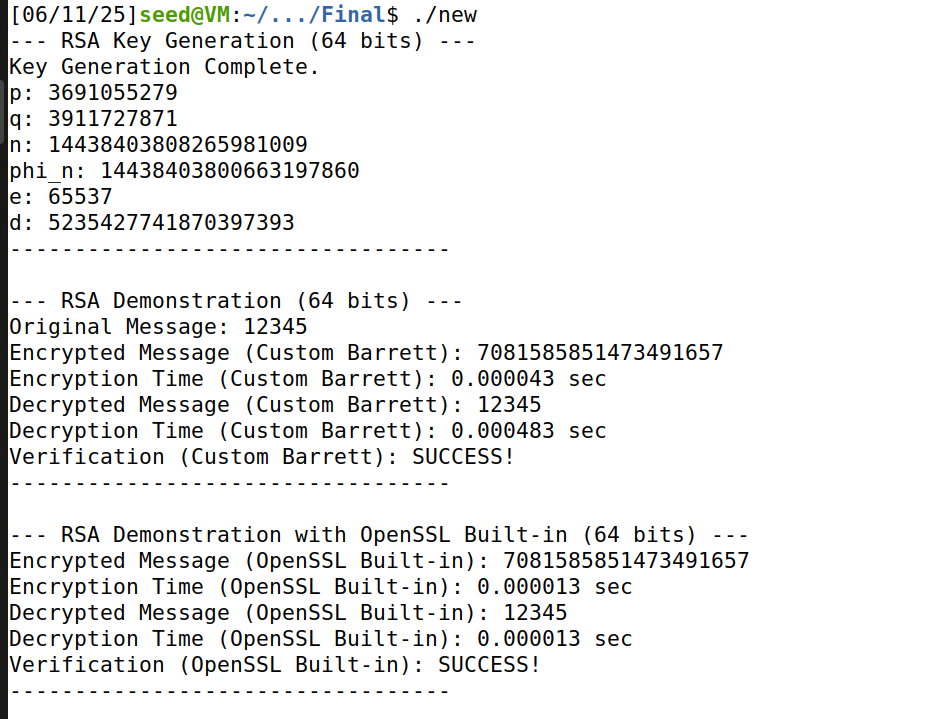 [06/11/25]seed@VM:~/.../Final$ ./new
--- RSA Key Generation (64 bits) ---
Key Generation Complete.
p: 3691055279
q: 3911727871
n: 14438403808265981009
phi_n: 14438403800663197860
e: 65537
d: 5235427741870397393
----------------------------------

--- RSA Demonstration (64 bits) ---
Original Message: 12345
Encrypted Message (Custom Barrett): 7081585851473491657
Encryption Time (Custom Barrett): 0.000043 sec
Decrypted Message (Custom Barrett): 12345
Decryption Time (Custom Barrett): 0.000483 sec
Verification (Custom Barrett): SUCCESS!
----------------------------------

--- RSA Demonstration with OpenSSL Built-in (64 bits) ---
Encrypted Message (OpenSSL Built-in): 7081585851473491657
Encryption Time (OpenSSL Built-in): 0.000013 sec
Decrypted Message (OpenSSL Built-in): 12345
Decryption Time (OpenSSL Built-in): 0.000013 sec
Verification (OpenSSL Built-in): SUCCESS!
----------------------------------